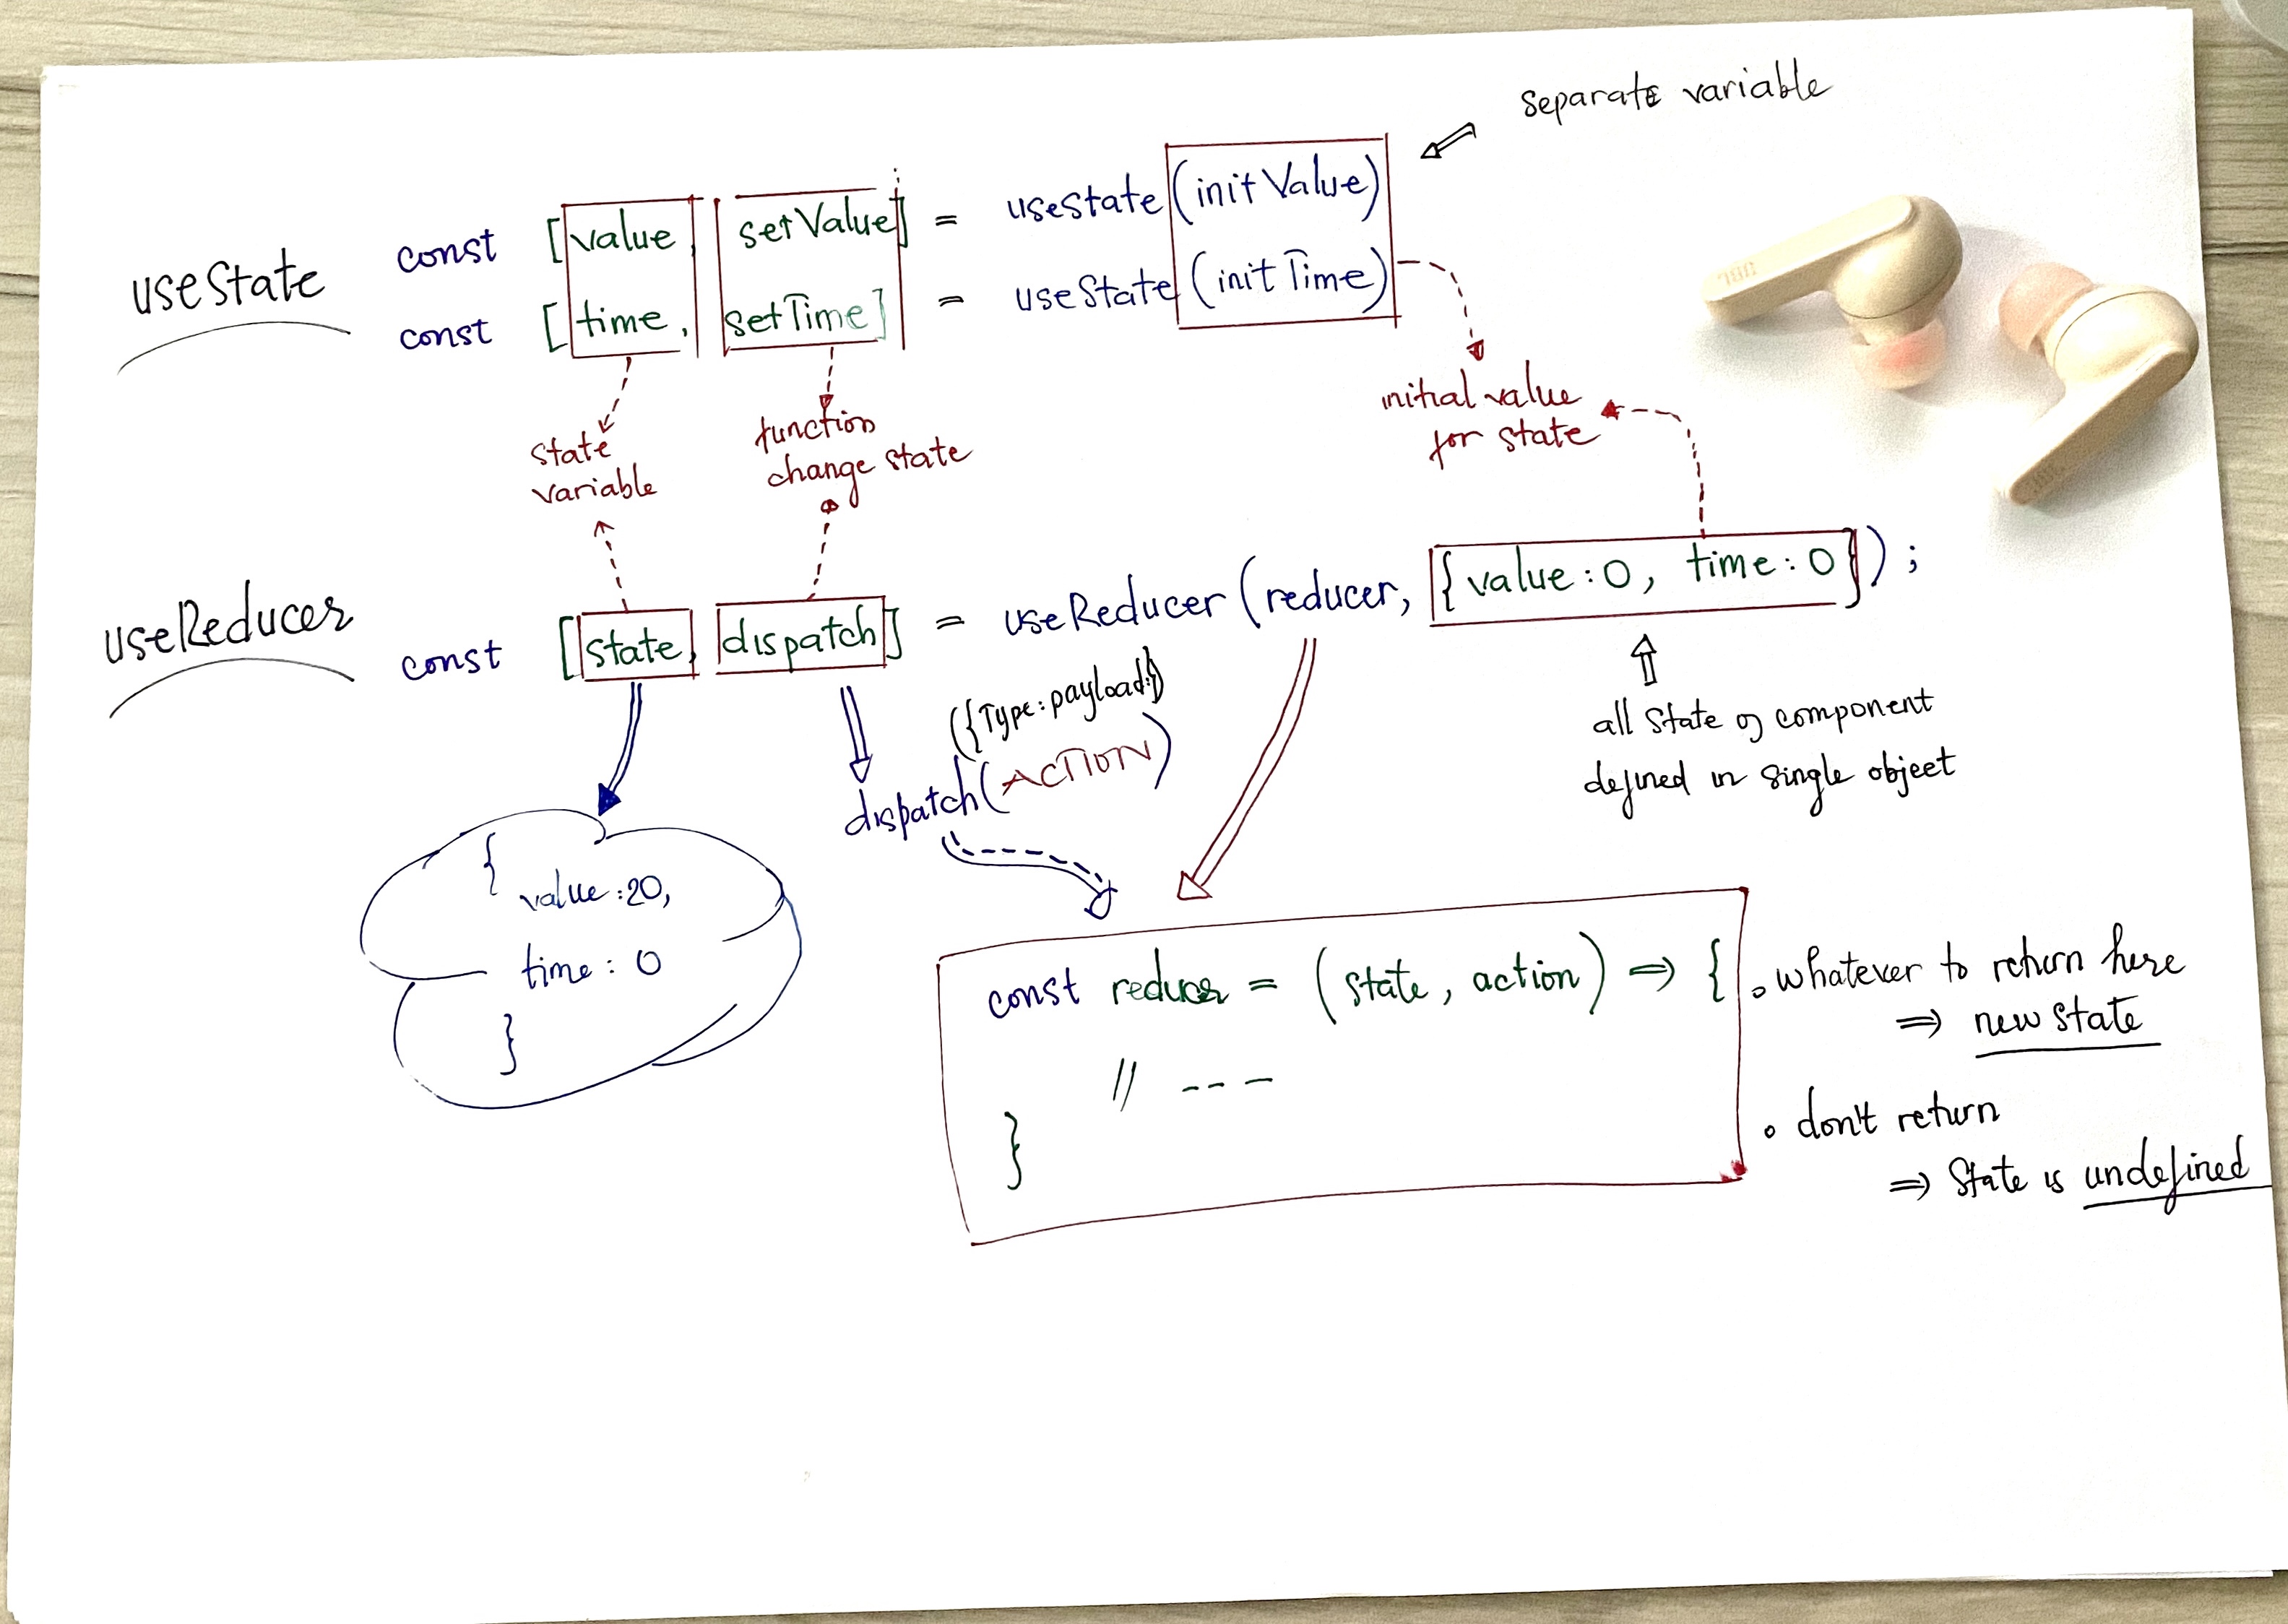 separate variable
useState
const [value, setValue] = useState (initValue)
const [time, setTime] = useState (initTime)
state
variable
function
change state
initial value
for state
useReducer
const [state, dispatch] = useReducer (reducer, {value:0, time:0});
({Type:payload})
dispatch(ACTION)
all state of component
defined in single object
{
value:20,
time: 0
}
const reducer = (state, action) => {
// ---
}
• whatever to return here
=> new state
• don't return
=> State is undefined
JBL